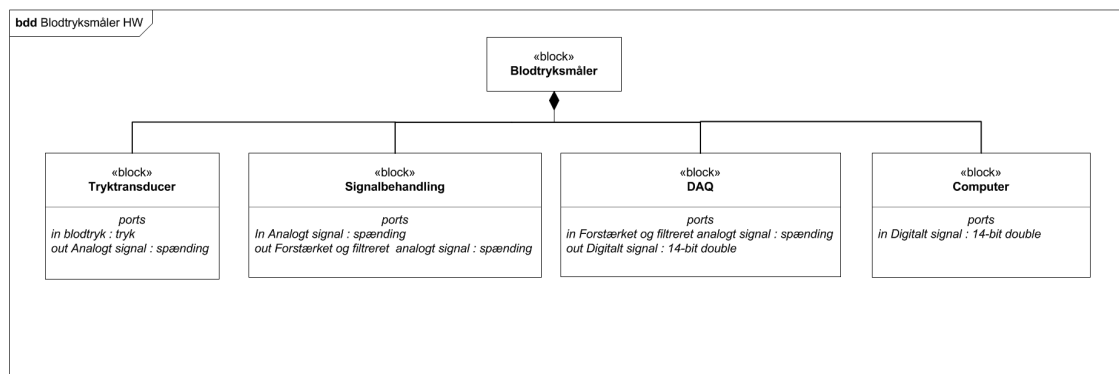 bdd Blodtryksmåler HW
«block»
Blodtryksmåler
«block»
Tryktransducer
ports
in blodtryk : tryk
out Analogt signal : spænding
«block»
Signalbehandling
ports
In Analogt signal : spænding
out Forstærket og filtreret analogt signal : spænding
«block»
DAQ
ports
in Forstærket og filtreret analogt signal : spænding
out Digitalt signal : 14-bit double
«block»
Computer
ports
in Digitalt signal : 14-bit double